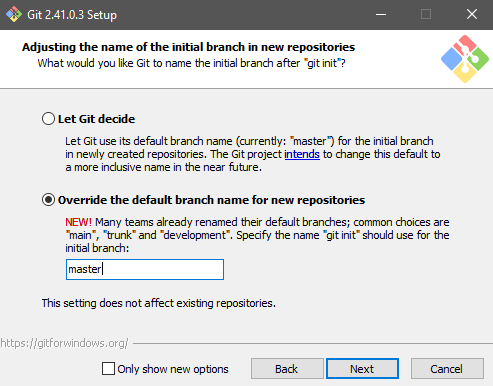 Git 2.41.0.3 Setup
Adjusting the name of the initial branch in new repositories
What would you like Git to name the initial branch after "git init"?
Let Git decide
Let Git use its default branch name (currently: "master") for the initial branch
in newly created repositories. The Git project intends to change this default to
a more inclusive name in the near future.
Override the default branch name for new repositories
NEW! Many teams already renamed their default branches; common choices are
"main", "trunk" and "development". Specify the name "git init" should use for the
initial branch:
master
This setting does not affect existing repositories.
https://gitforwindows.org/
Only show new options
Back
Next
Cancel